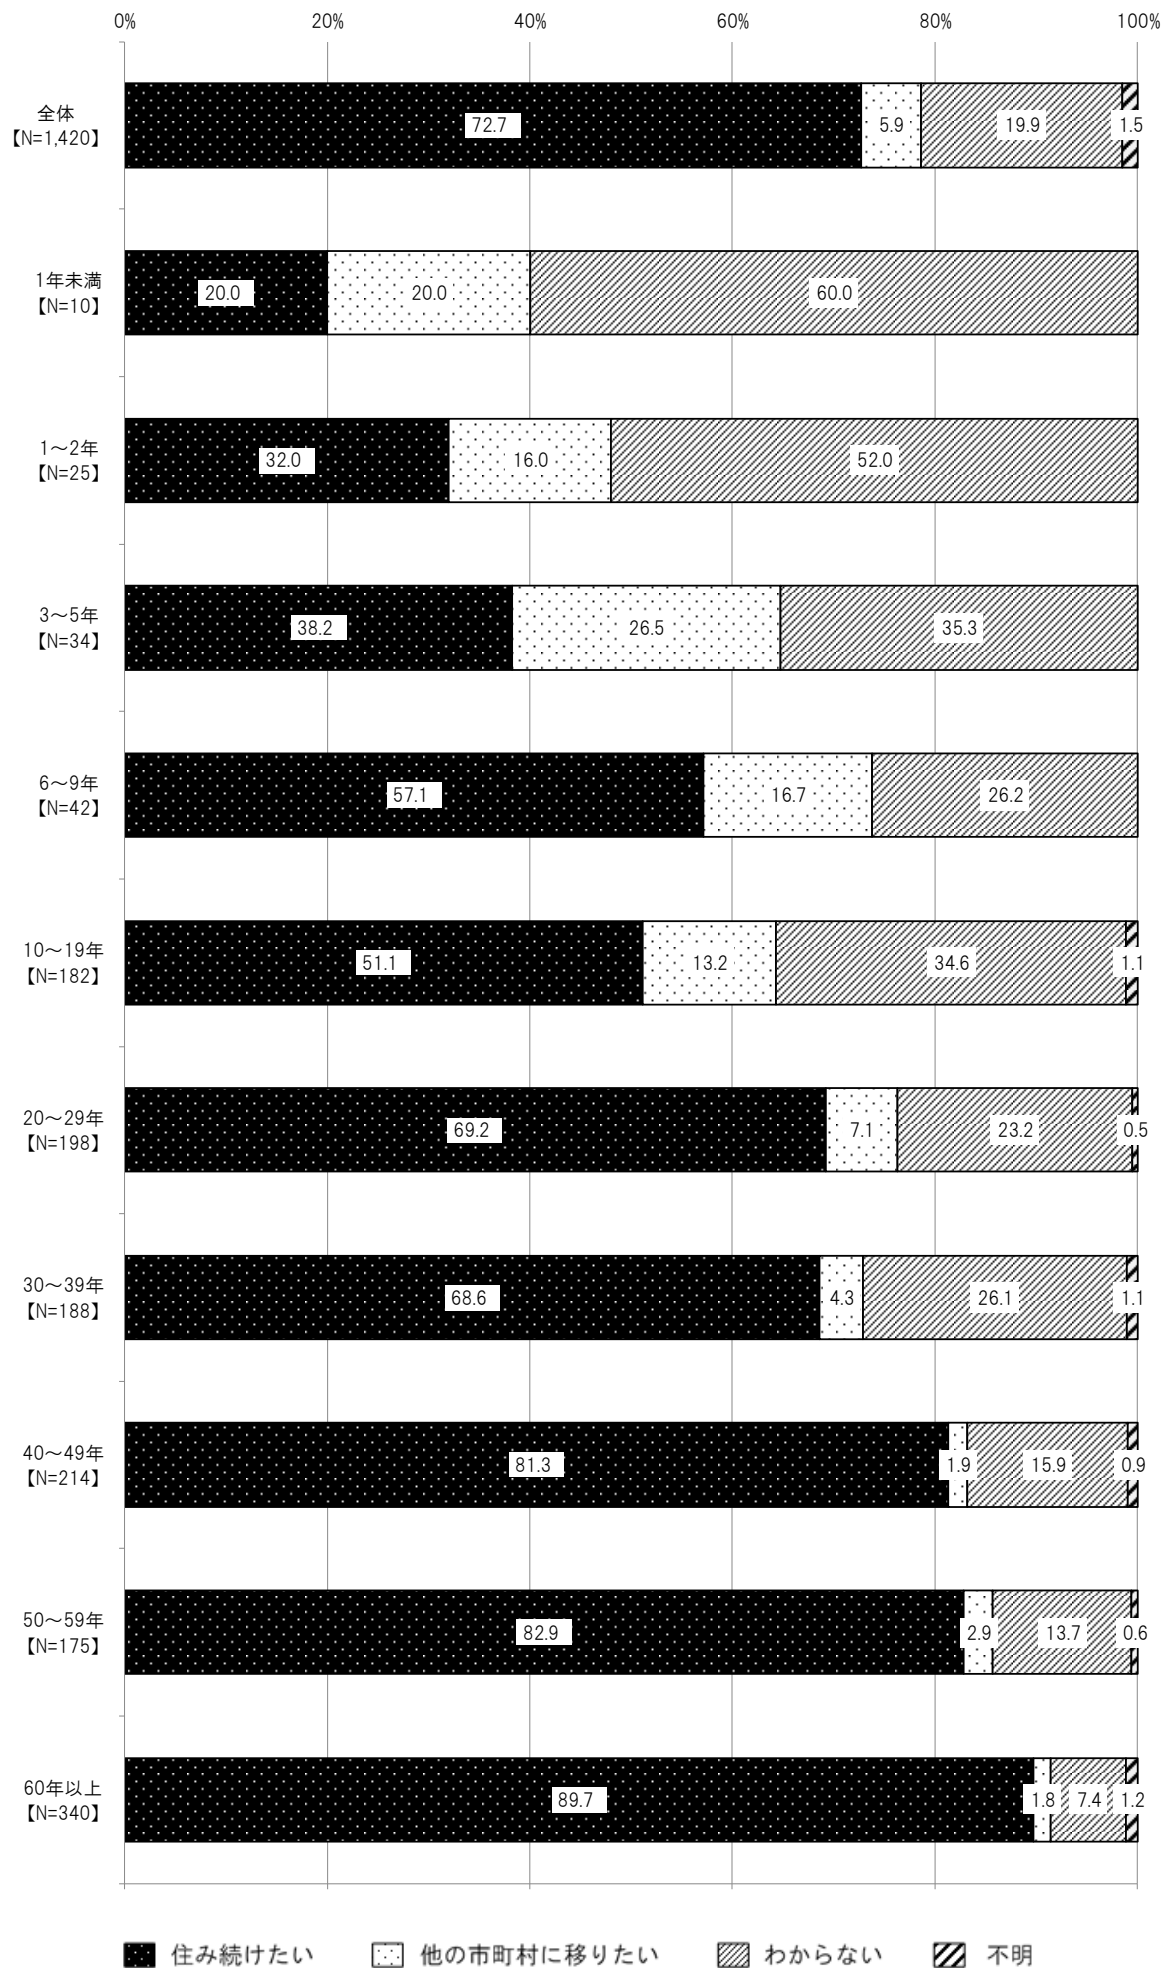 0% 20% 40% 60% 80% 100%
全体
【N=1,420】
72.7 5.9 19.9 1.5
1年未満
【N=10】
20.0 20.0 60.0
1～2年
【N=25】
32.0 16.0 52.0
3～5年
【N=34】
38.2 26.5 35.3
6～9年
【N=42】
57.1 16.7 26.2
10～19年
【N=182】
51.1 13.2 34.6 1.1
20～29年
【N=198】
69.2 7.1 23.2 0.5
30～39年
【N=188】
68.6 4.3 26.1 1.1
40～49年
【N=214】
81.3 1.9 15.9 0.9
50～59年
【N=175】
82.9 2.9 13.7 0.6
60年以上
【N=340】
89.7 1.8 7.4 1.2
住み続けたい 他の市町村に移りたい わからない 不明